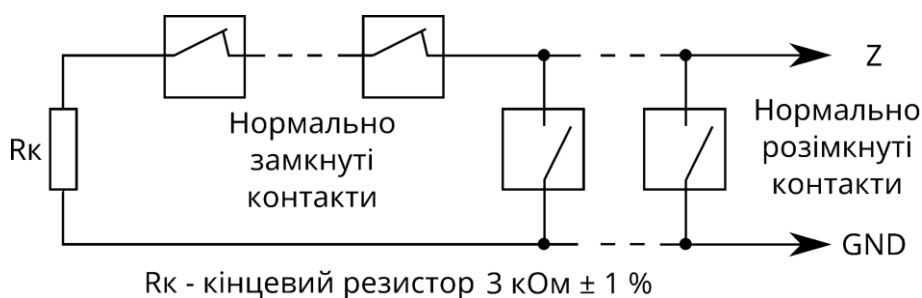 Z
Rк
Нормально
замкнуті
контакти
Нормально
розімкнуті
контакти
GND
Rк - кінцевий резистор 3 кОм ± 1 %